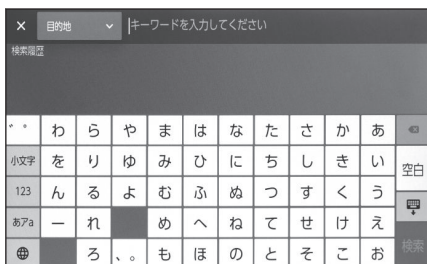 × 目的地 キーワードを入力してください
検索履歴
゛゜ わ ら や ま は な た さ か あ
小文字 を り ゆ み ひ に ち し き い 空白
123 ん る よ む ふ ぬ つ す く う
あアa ー れ め へ ね て せ け え
ろ 、。 も ほ の と そ こ お 検索